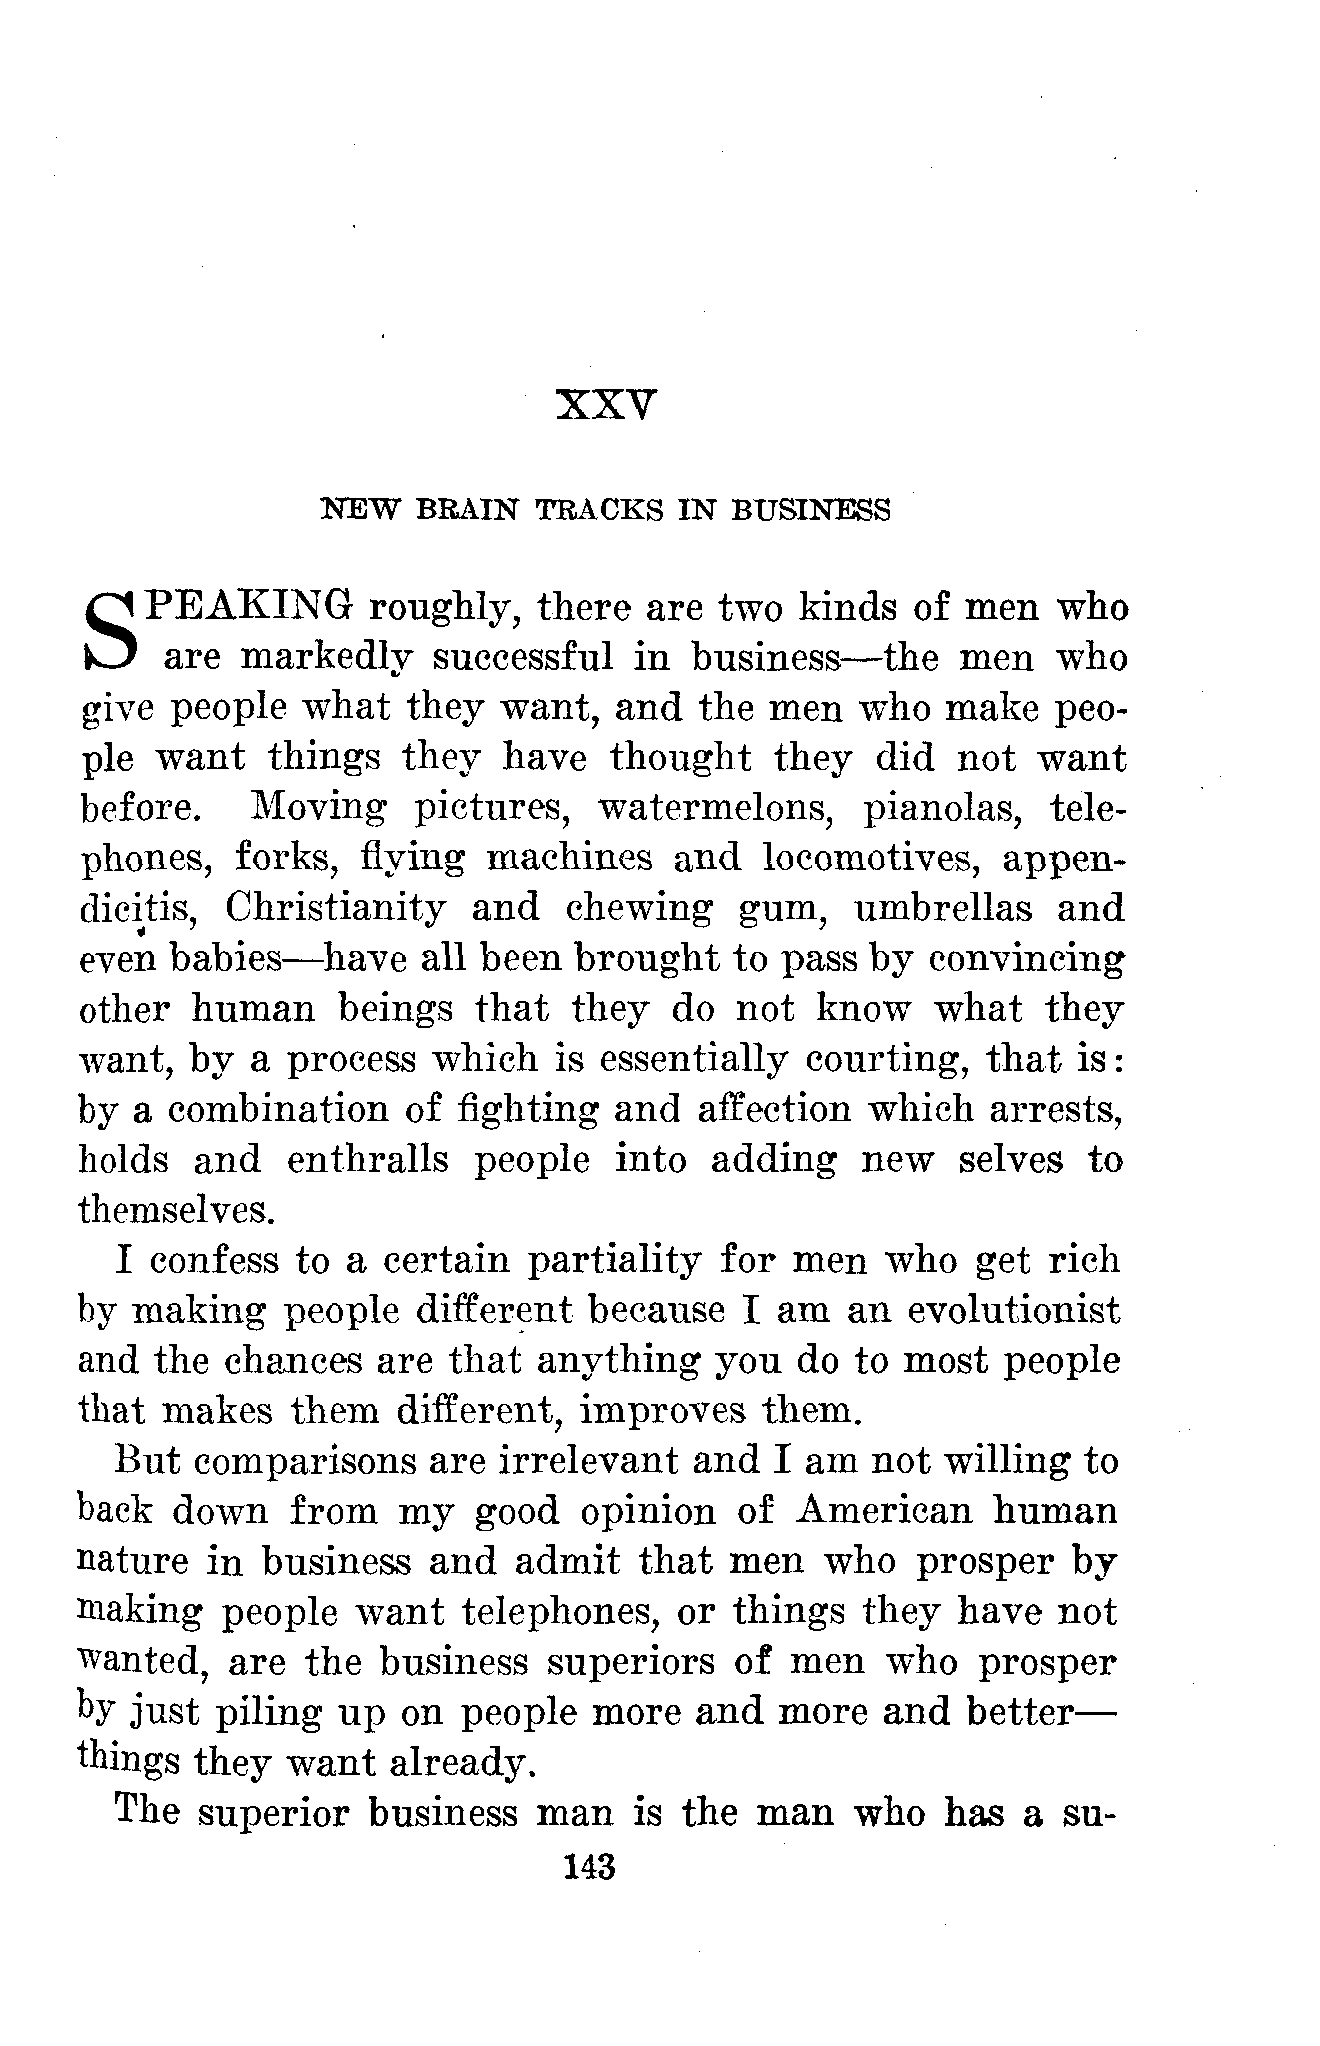 XXV
NEW BRAIN TRACKS IN BUSINESS
SPEAKING roughly, there are two kinds of men who
are markedly successful in business—the men who
give people what they want, and the men who make peo-
ple want things they have thought they did not want
before. Moving pictures, watermelons, pianolas, tele-
phones, forks, flying machines and locomotives, appen-
dicitis, Christianity and chewing gum, umbrellas and
even babies—have all been brought to pass by convincing
other human beings that they do not know what they
want, by a process which is essentially courting, that is:
by a combination of fighting and affection which arrests,
holds and enthralls people into adding new selves to
themselves.
I confess to a certain partiality for men who get rich
by making people different because I am an evolutionist
and the chances are that anything you do to most people
that makes them different, improves them.
But comparisons are irrelevant and I am not willing to
back down from my good opinion of American human
nature in business and admit that men who prosper by
making people want telephones, or things they have not
wanted, are the business superiors of men who prosper
by just piling up on people more and more and better—
things they want already.
The superior business man is the man who has a su-
143